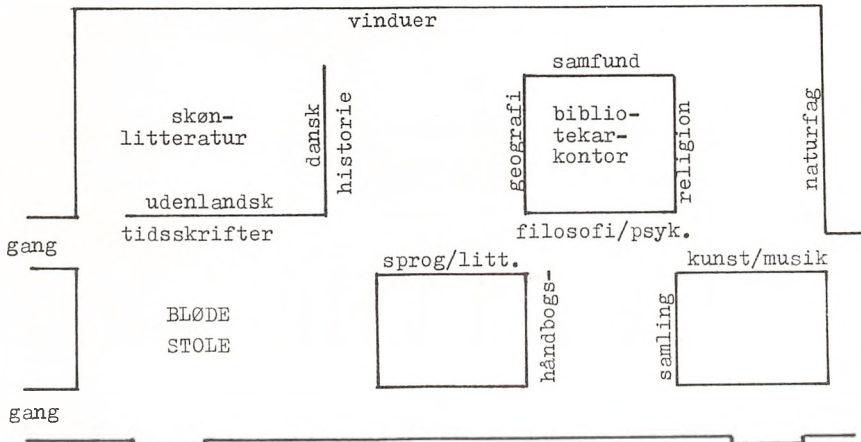 vinduer
skøn-
litteratur
dansk
historie
udenlandsk
tidsskrifter
samfund
geografi
biblio-
tekar-
kontor
religion
filosofi/psyk.
naturfag
gang
sprog/litt.
håndbogs-
samling
kunst/musik
BLØDE
STOLE
gang